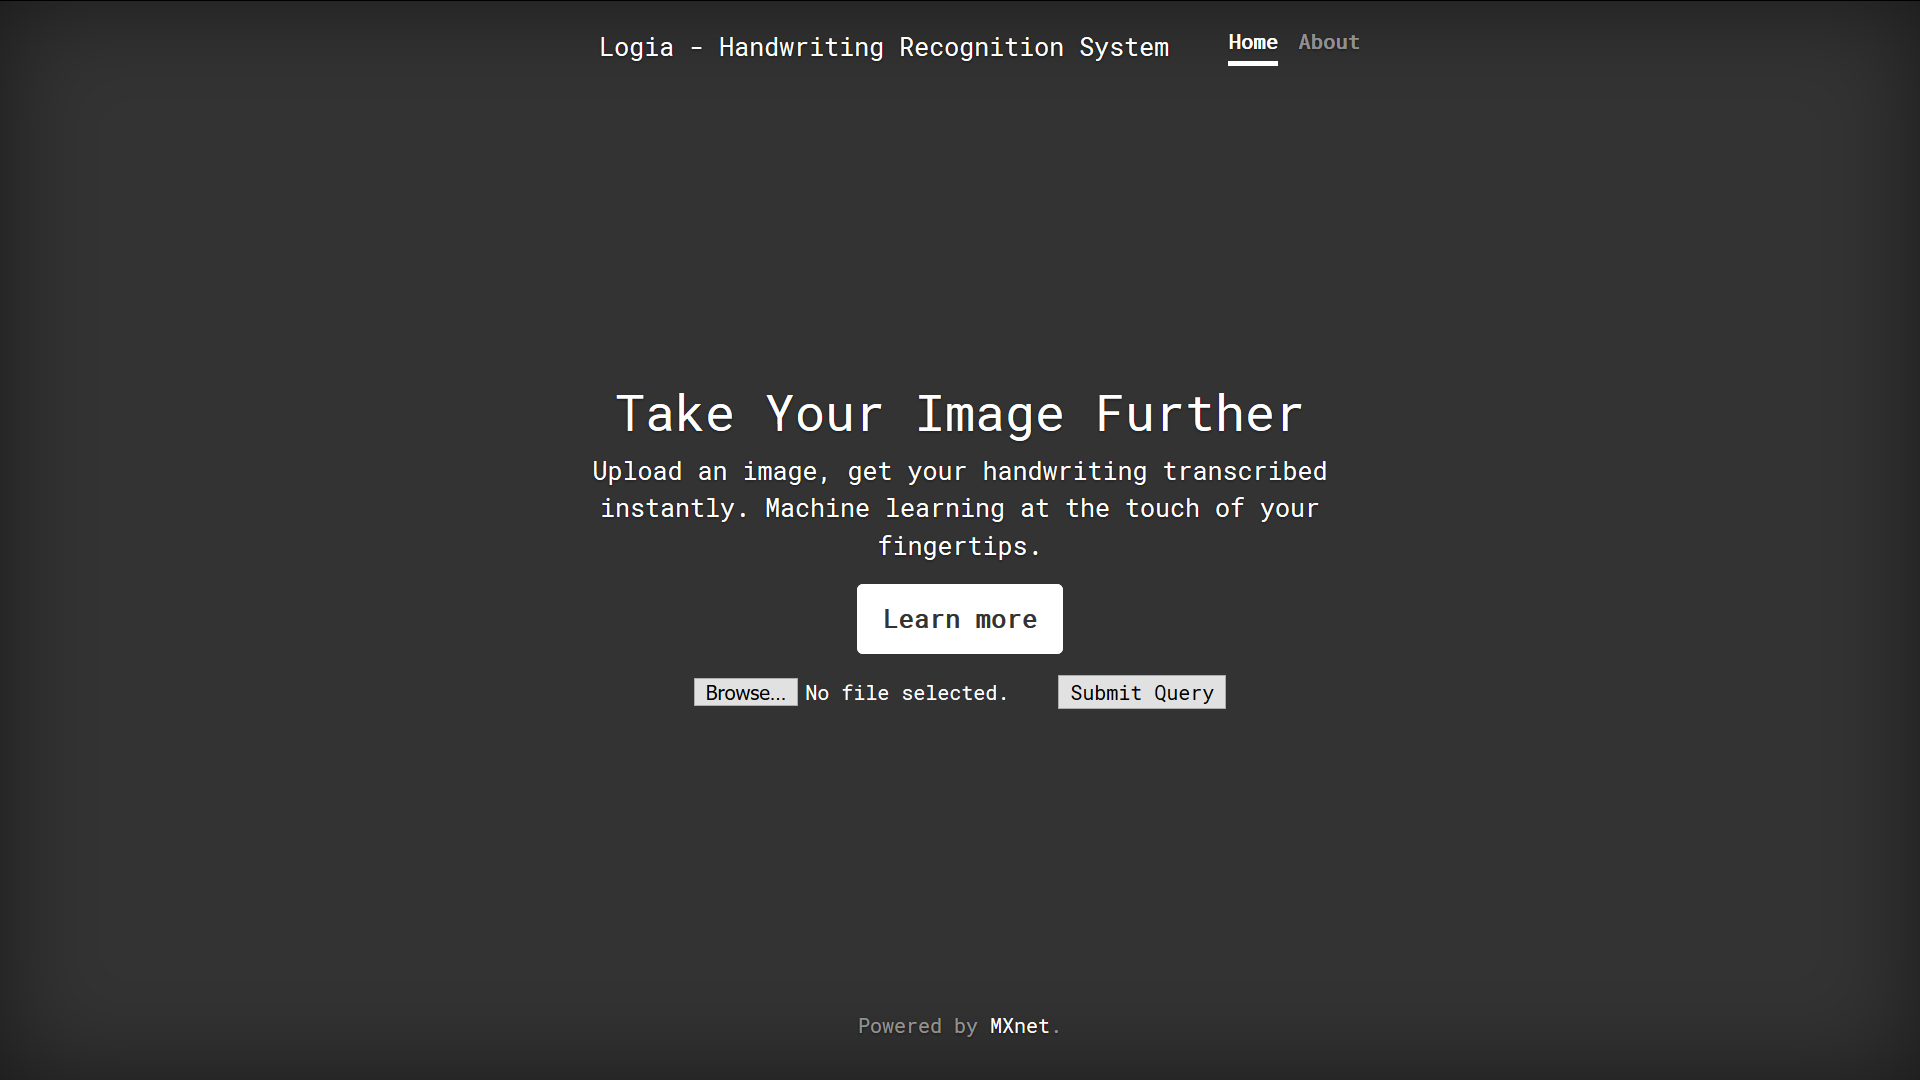 Logia - Handwriting Recognition System
Home About
Take Your Image Further
Upload an image, get your handwriting transcribed
instantly. Machine learning at the touch of your
fingertips.
Learn more
Browse... No file selected. Submit Query
Powered by MXnet.